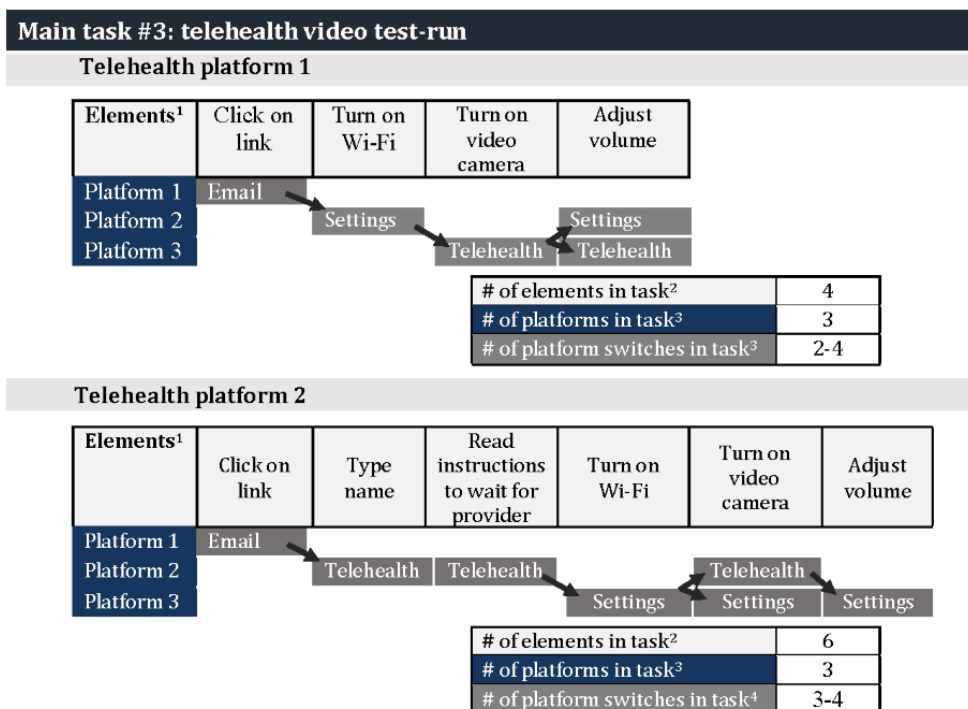 Main task #3: telehealth video test-run
Telehealth platform 1
Elements¹ Click on link Turn on Wi-Fi Turn on video camera Adjust volume
Platform 1 Email
Platform 2 Settings Settings
Platform 3 Telehealth Telehealth
# of elements in task² 4
# of platforms in task³ 3
# of platform switches in task³ 2-4
Telehealth platform 2
Elements¹ Click on link Type name Read instructions to wait for provider Turn on Wi-Fi Turn on video camera Adjust volume
Platform 1 Email
Platform 2 Telehealth Telehealth Telehealth
Platform 3 Settings Settings Settings
# of elements in task² 6
# of platforms in task³ 3
# of platform switches in task⁴ 3-4